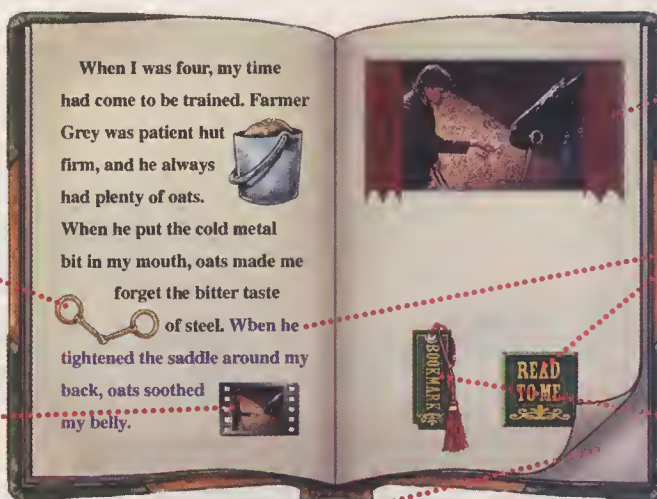 When I was four, my time
had come to be trained. Farmer
Grey was patient but
firm, and he always
had plenty of oats.
When he put the cold metal
bit in my mouth, oats made me
forget the bitter taste
of steel. When he
tightened the saddle around my
back, oats soothed
my belly.
BOOKMARK
READ
TO ME